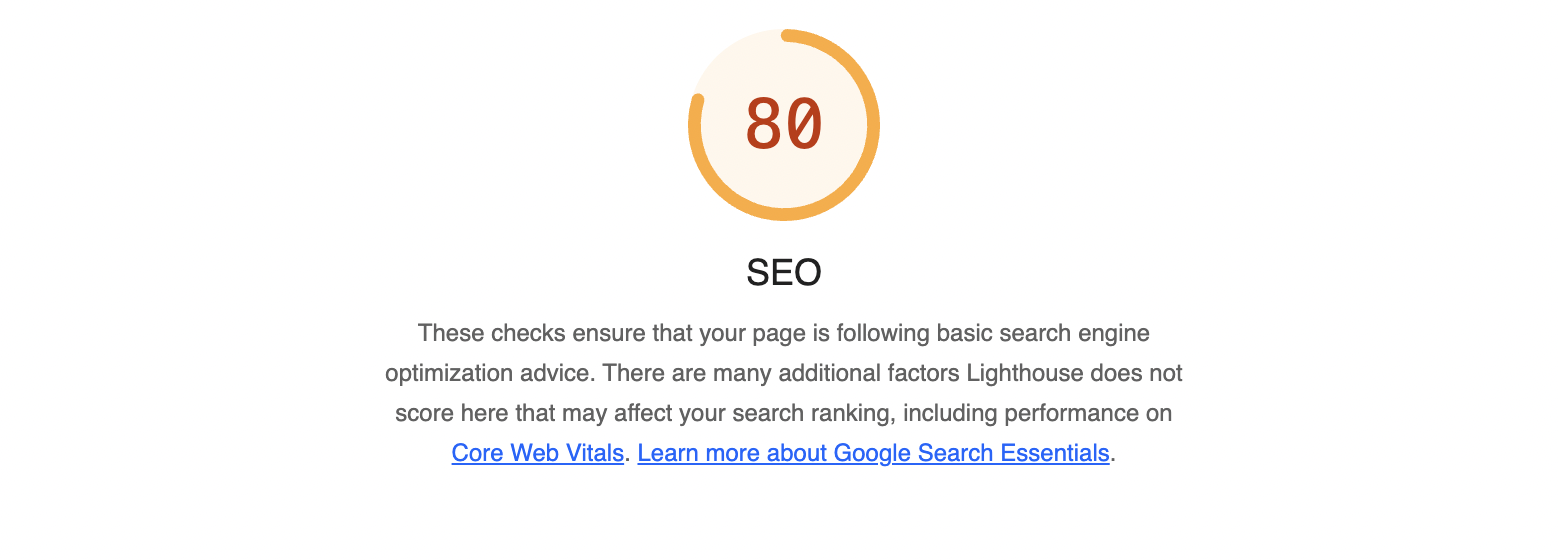 80
SEO
These checks ensure that your page is following basic search engine
optimization advice. There are many additional factors Lighthouse does not
score here that may affect your search ranking, including performance on
Core Web Vitals. Learn more about Google Search Essentials.